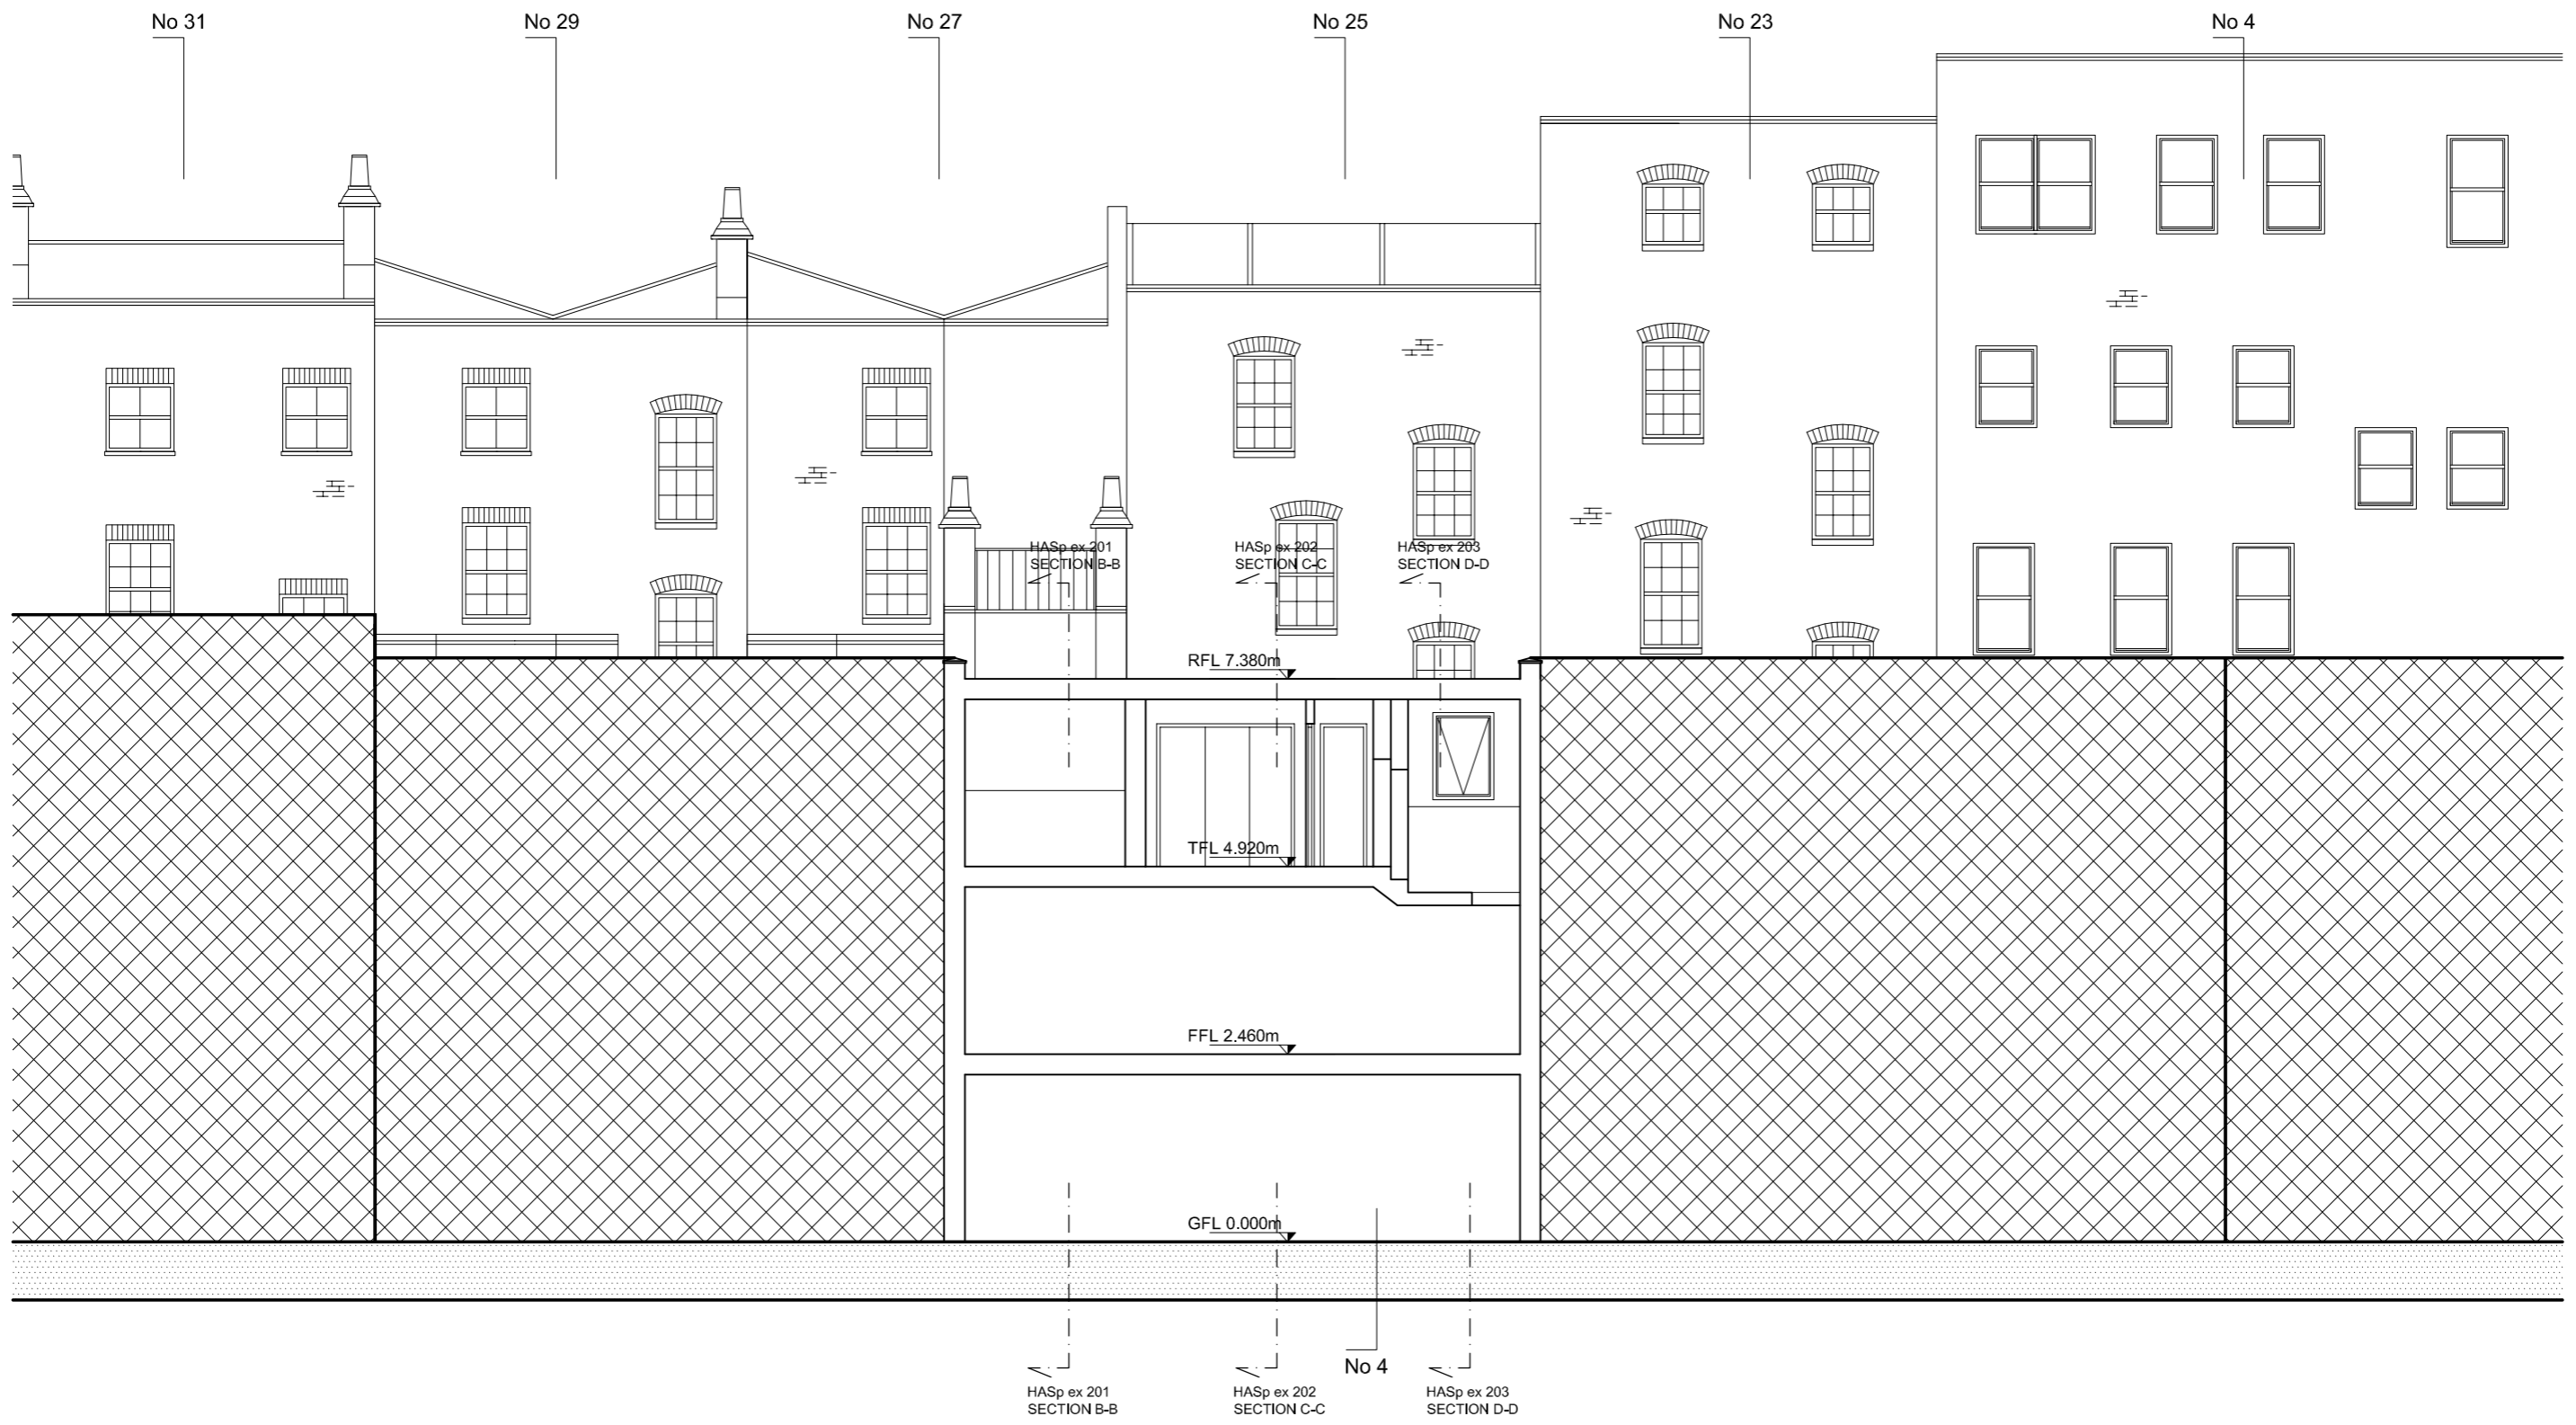 No 31
No 29
No 27
No 25
No 23
No 4
HASp ex 201
SECTION B-B
HASp ex 202
SECTION C-C
HASp ex 203
SECTION D-D
RFL 7.380m
TFL 4.920m
FFL 2.460m
GFL 0.000m
No 4
HASp ex 201
SECTION B-B
HASp ex 202
SECTION C-C
HASp ex 203
SECTION D-D